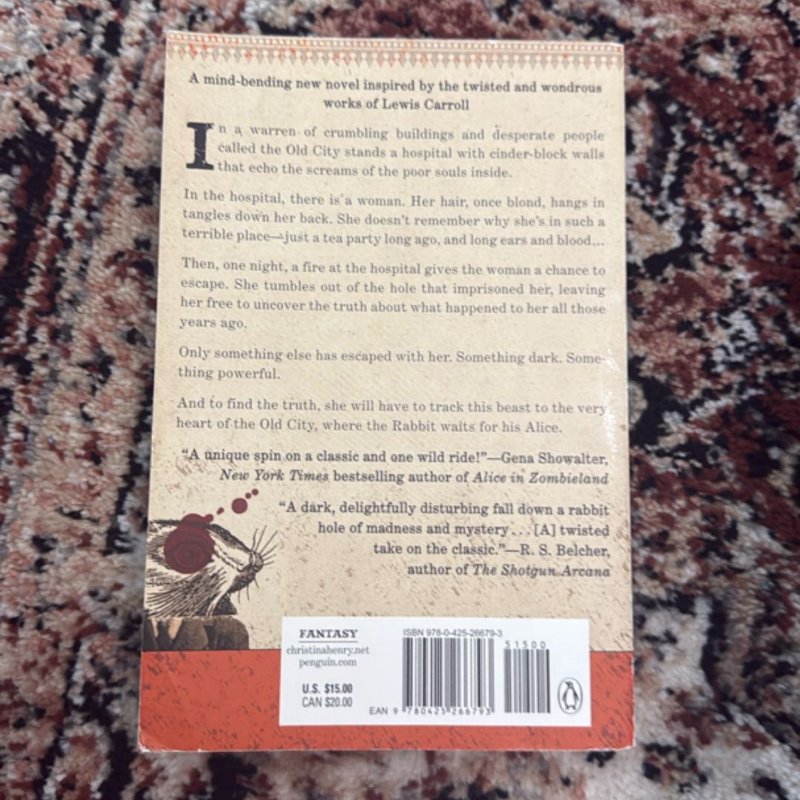 A mind-bending new novel inspired by the twisted and wondrous
works of Lewis Carroll
In a warren of crumbling buildings and desperate people
called the Old City stands a hospital with cinder-block walls
that echo the screams of the poor souls inside.
In the hospital, there is a woman. Her hair, once blond, hangs in
tangles down her back. She doesn't remember why she's in such a
terrible place—just a tea party long ago, and long ears and blood...
Then, one night, a fire at the hospital gives the woman a chance to
escape. She tumbles out of the hole that imprisoned her, leaving
her free to uncover the truth about what happened to her all those
years ago.
Only something else has escaped with her. Something dark. Some-
thing powerful.
And to find the truth, she will have to track this beast to the very
heart of the Old City, where the Rabbit waits for his Alice.
"A unique spin on a classic and one wild ride!"—Gena Showalter,
New York Times bestselling author of Alice in Zombieland
"A dark, delightfully disturbing fall down a rabbit
hole of madness and mystery . . . [A] twisted
take on the classic."—R. S. Belcher,
author of The Shotgun Arcana
FANTASY
christinahenry.net
penguin.com
U.S. $15.00
CAN $20.00
ISBN 978-0-425-26679-3
51500
EAN 9 780425 266793